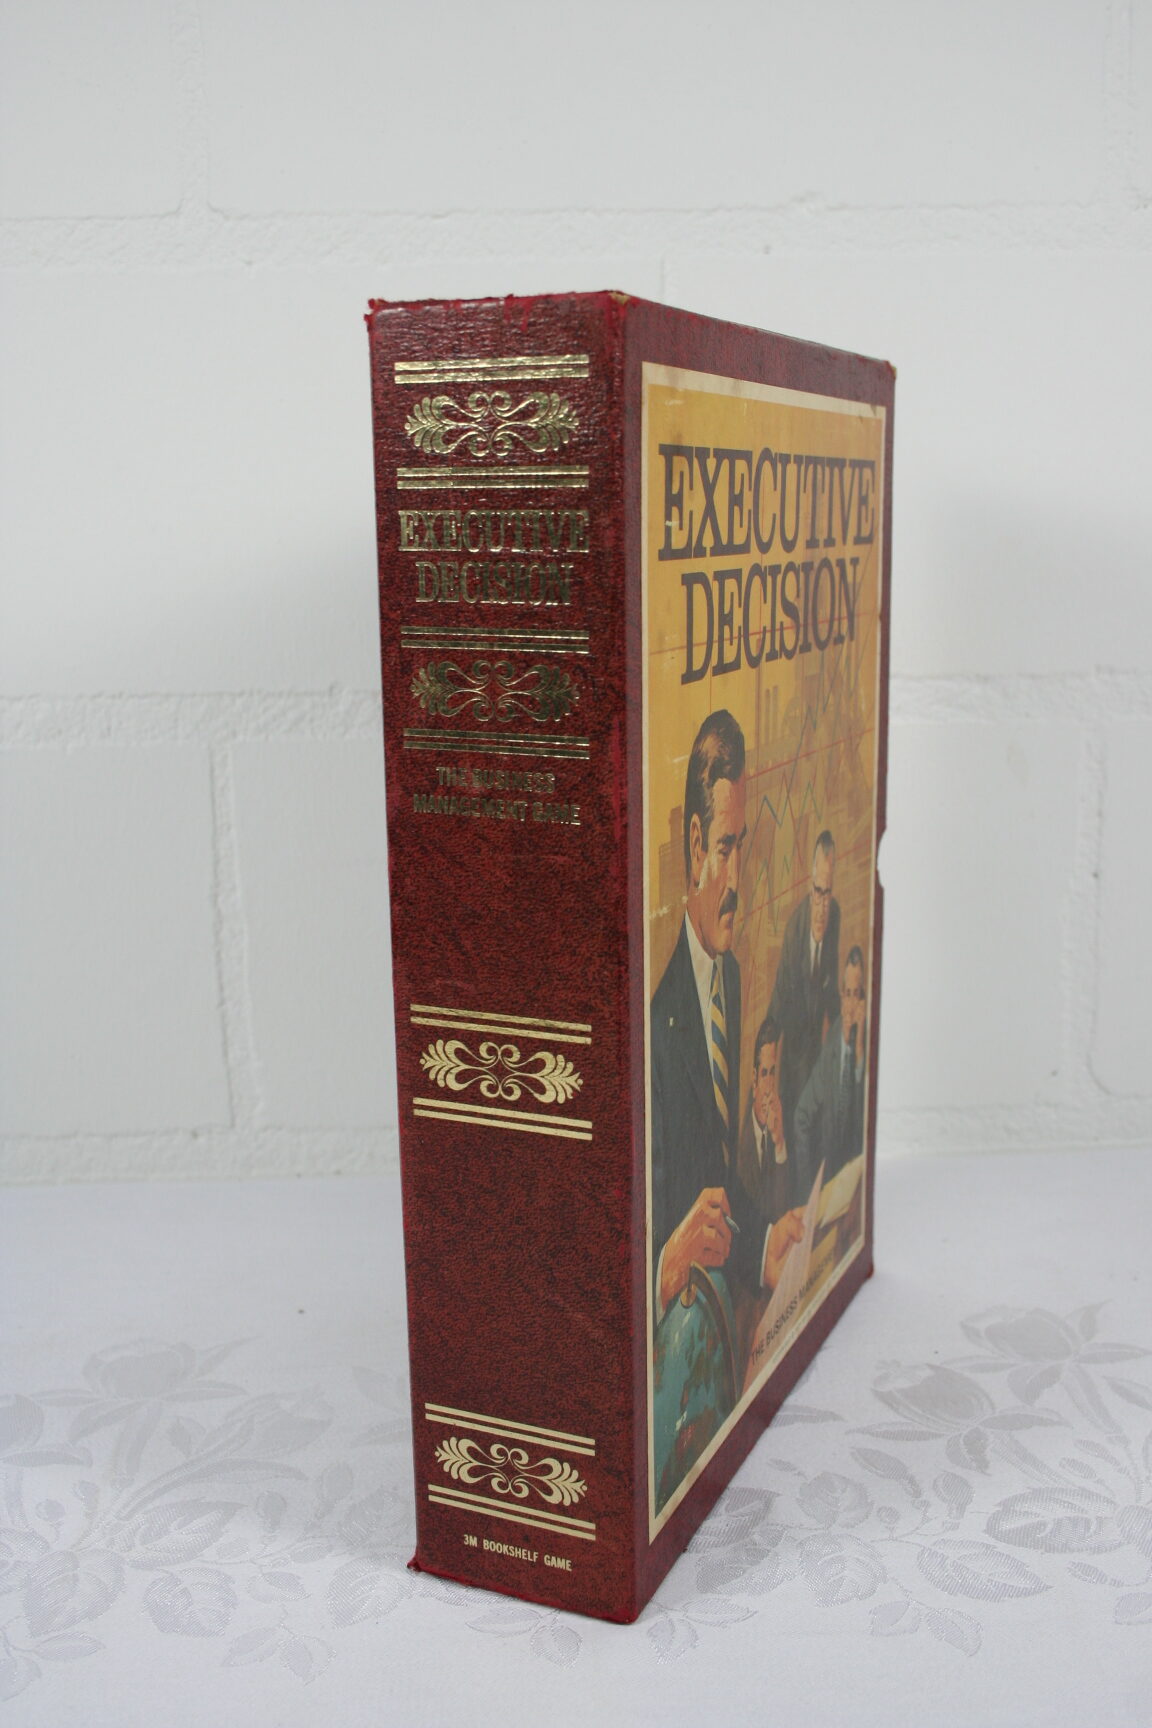 EXECUTIVE
DECISION
THE BUSINESS
MANAGEMENT GAME
3M BOOKSHELF GAME
EXECUTIVE
DECISION
THE BUSINESS